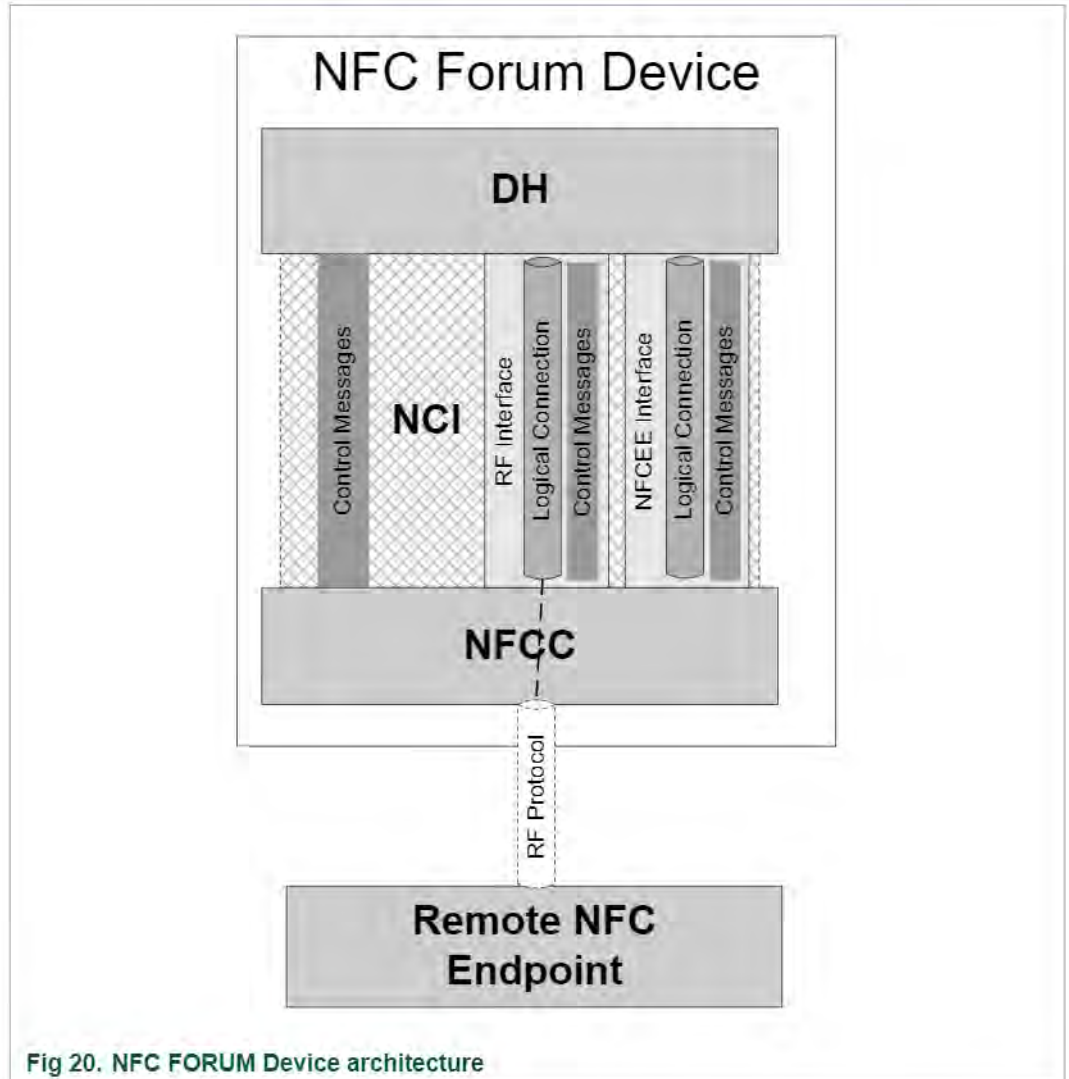 NFC Forum Device
DH
Control Messages
NCI
RF Interface
Logical Connection
Control Messages
NFCEE Interface
Logical Connection
Control Messages
NFCC
RF Protocol
Remote NFC
Endpoint
Fig 20. NFC FORUM Device architecture